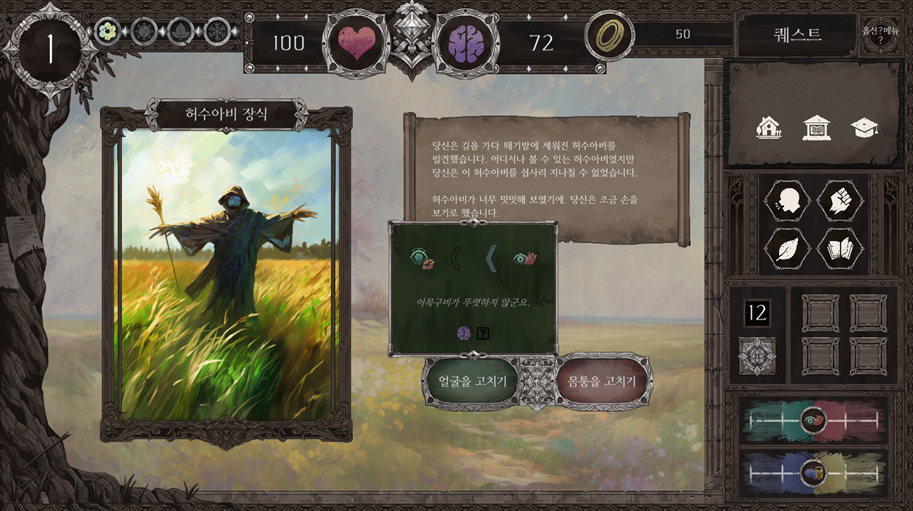 1
100
72
50
퀘스트
옵션?메뉴
?
허수아비 장식
당신은 길을 가다 뙈기밭에 세워진 허수아비를
발견했습니다. 어디서나 볼 수 있는 허수아비였지만
당신은 이 허수아비를 쉽사리 지나칠 수 없었습니다.
허수아비가 너무 밋밋해 보였기에, 당신은 조금 손을
보기로 했습니다.
이목구비가 뚜렷하지 않군요.
?
얼굴을 고치기
몸통을 고치기
12